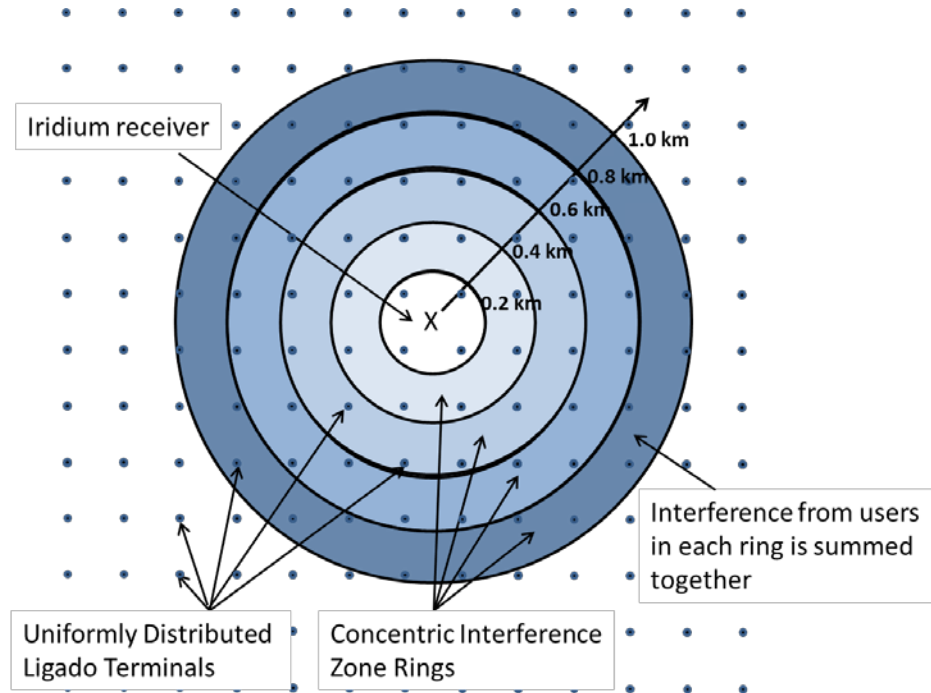 Iridium receiver
1.0 km
0.8 km
0.6 km
0.4 km
0.2 km
X
Interference from users
in each ring is summed
together
Uniformly Distributed
Ligado Terminals
Concentric Interference
Zone Rings